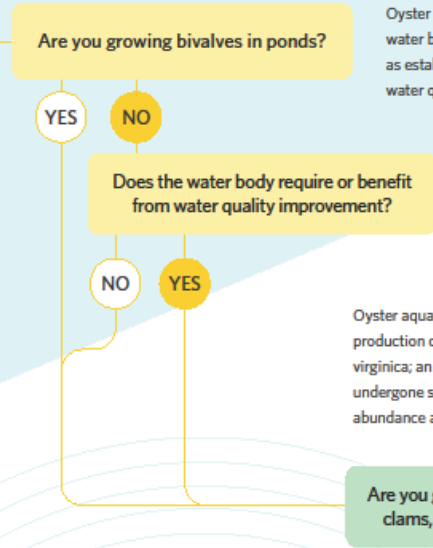 Are you growing bivalves in ponds?
Oyster
water b
as estal
water q
YES
NO
Does the water body require or benefit
from water quality improvement?
NO
YES
Oyster aqua
production o
virginica; an
undergone s
abundance a
Are you g
clams,